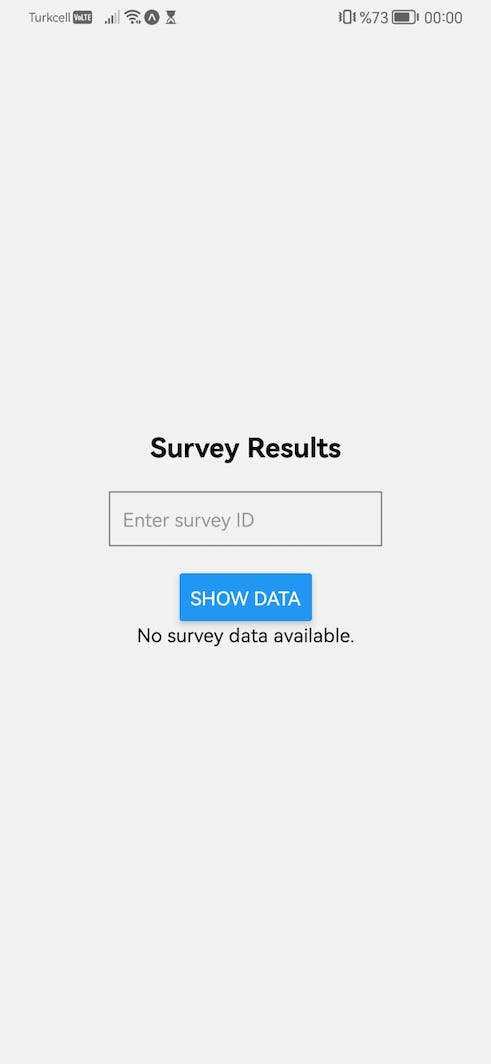 Turkcell VoLTE %73 00:00
Survey Results
Enter survey ID
SHOW DATA
No survey data available.